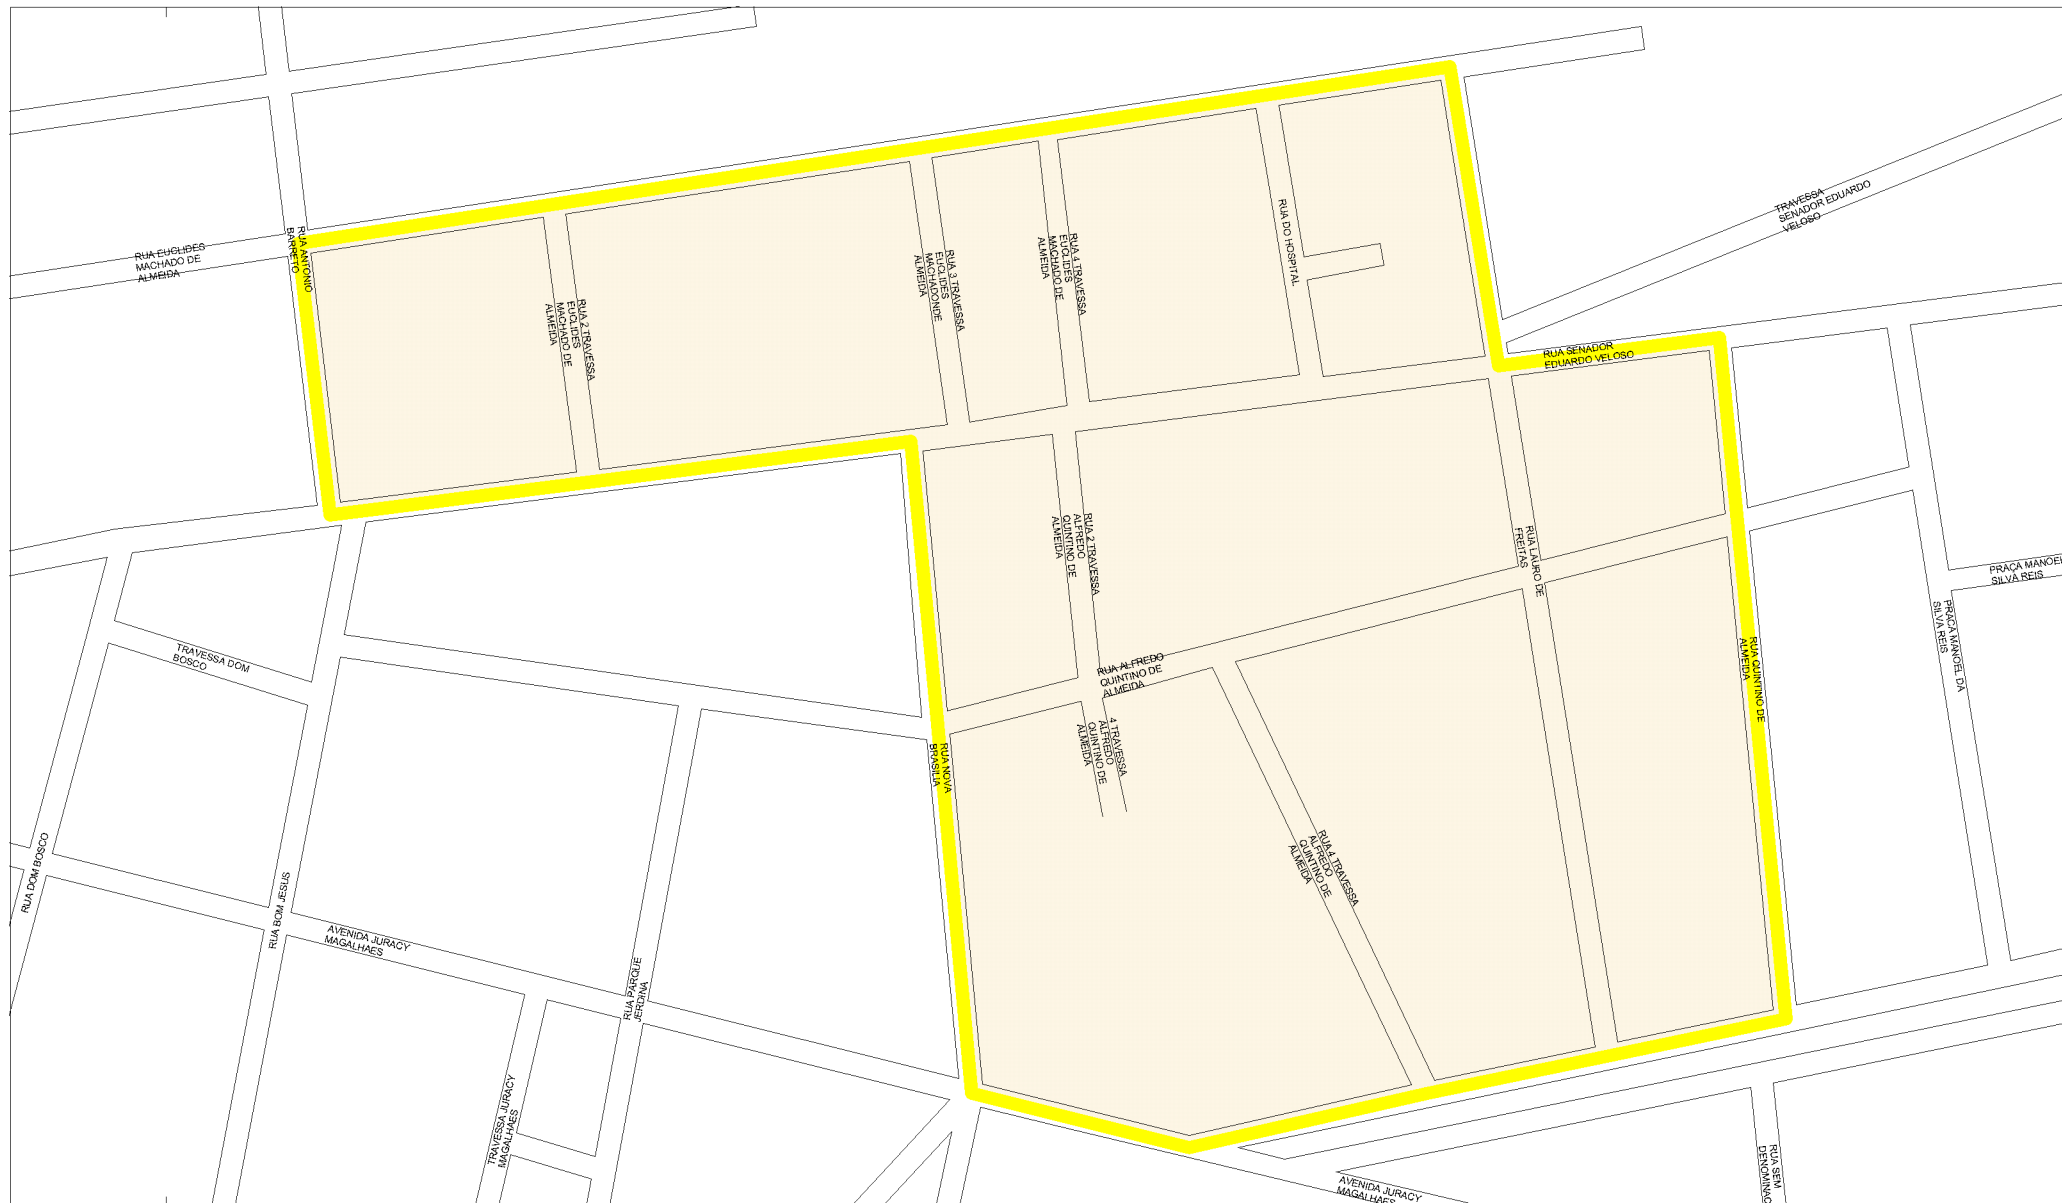 TRAVESSA
SENADOR EDUARDO
VELOSO
RUA EUCLIDES
MACHADO DE
ALMEIDA
RUA ANTONIO
BARRETO
RUA 2 TRAVESSA
EUCLIDES
MACHADO DE
ALMEIDA
RUA 3 TRAVESSA
EUCLIDES
MACHADONDE
ALMEIDA
RUA 4 TRAVESSA
EUCLIDES
MACHADO DE
ALMEIDA
RUA DO HOSPITAL
RUA SENADOR
EDUARDO VELOSO
RUA 2 TRAVESSA
ALFREDO
QUINTINO DE
ALMEIDA
RUA LAURO DE
FREITAS
PRAÇA MANOEL
SILVA REIS
PRAÇA MANOEL DA
SILVA REIS
RUA QUINTINO DE
ALMEIDA
TRAVESSA DOM
BOSCO
RUA ALFREDO
QUINTINO DE
ALMEIDA
4 TRAVESSA
ALFREDO
QUINTINO DE
ALMEIDA
RUA NOVA
BRASILIA
RUA 4 TRAVESSA
ALFREDO
QUINTINO DE
ALMEIDA
RUA DOM BOSCO
RUA BOM JESUS
AVENIDA JURACY
MAGALHAES
RUA PARQUE
JERDINA
TRAVESSA JURACY
MAGALHAES
AVENIDA JURACY
MAGALHAES
RUA SEM
DENOMINAC